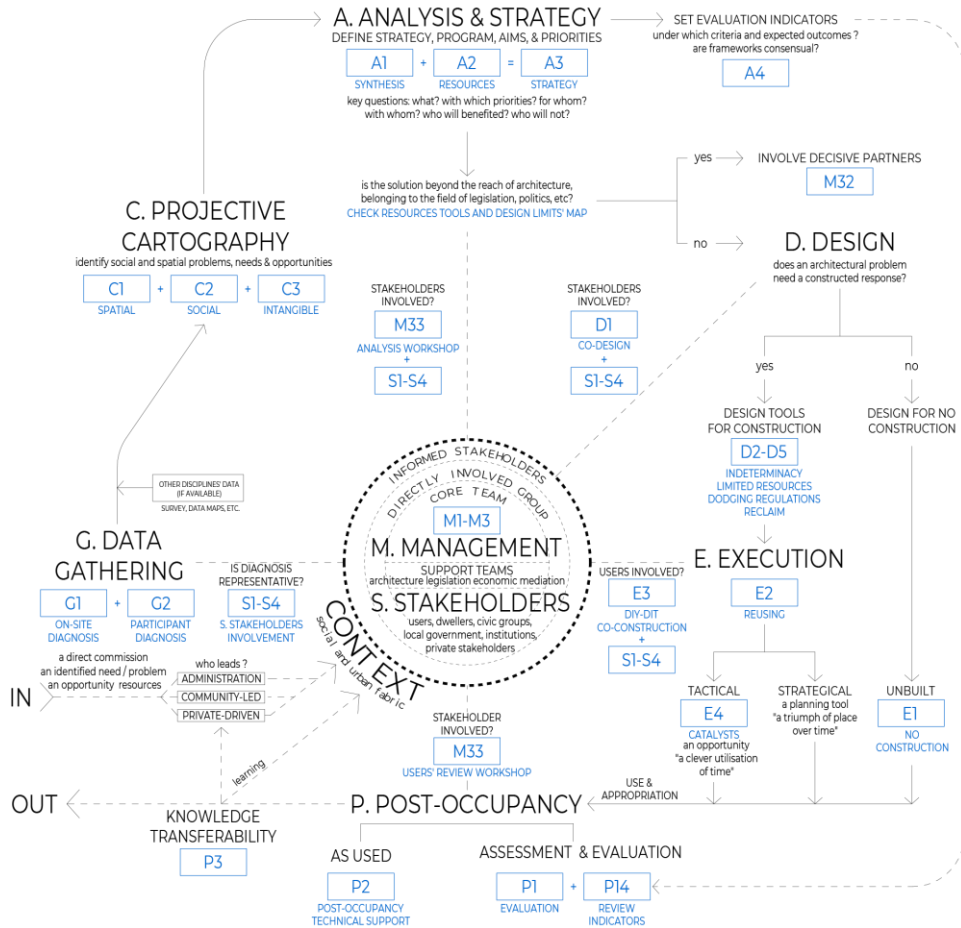 A. ANALYSIS & STRATEGY
DEFINE STRATEGY, PROGRAM, AIMS, & PRIORITIES
A1 + A2 = A3
SYNTHESIS RESOURCES STRATEGY
key questions: what? with which priorities? for whom?
with whom? who will benefited? who will not?
SET EVALUATION INDICATORS
under which criteria and expected outcomes ?
are frameworks consensual?
A4
is the solution beyond the reach of architecture,
belonging to the field of legislation, politics, etc?
CHECK RESOURCES TOOLS AND DESIGN LIMITS' MAP
yes
INVOLVE DECISIVE PARTNERS
M32
no
D. DESIGN
does an architectural problem
need a constructed response?
C. PROJECTIVE
CARTOGRAPHY
identify social and spatial problems, needs & opportunities
C1 + C2 + C3
SPATIAL SOCIAL INTANGIBLE
STAKEHOLDERS
INVOLVED?
M33
ANALYSIS WORKSHOP
+
S1-S4
STAKEHOLDERS
INVOLVED?
D1
CO-DESIGN
+
S1-S4
yes
no
DESIGN TOOLS
FOR CONSTRUCTION
D2-D5
INDETERMINACY
LIMITED RESOURCES
DODGING REGULATIONS
RECLAIM
DESIGN FOR NO
CONSTRUCTION
OTHER DISCIPLINES' DATA
(IF AVAILABLE)
SURVEY, DATA MAPS, ETC.
INFORMED STAKEHOLDERS
DIRECTLY INVOLVED GROUP
CORE TEAM
M1-M3
M. MANAGEMENT
SUPPORT TEAMS
architecture legislation economic mediation
S. STAKEHOLDERS
users, dwellers, civic groups,
local government, institutions,
private stakeholders
CONTEXT
social and urban fabric
G. DATA
GATHERING
G1 + G2
ON-SITE
DIAGNOSIS
PARTICIPANT
DIAGNOSIS
IS DIAGNOSIS
REPRESENTATIVE?
S1-S4
S. STAKEHOLDERS
INVOLVEMENT
E. EXECUTION
USERS INVOLVED?
E3
DIY-DIT
CO-CONSTRUCTiON
+
S1-S4
E2
REUSING
IN
a direct commission
an identified need / problem
an opportunity resources
who leads ?
ADMINISTRATION
COMMUNITY-LED
PRIVATE-DRIVEN
TACTICAL
E4
CATALYSTS
an opportunity
"a clever utilisation
of time"
STRATEGICAL
a planning tool
"a triumph of place
over time"
UNBUILT
E1
NO
CONSTRUCTION
STAKEHOLDER
INVOLVED?
M33
USERS' REVIEW WORKSHOP
learning
USE &
APPROPRIATION
OUT
P. POST-OCCUPANCY
KNOWLEDGE
TRANSFERABILITY
P3
AS USED
P2
POST-OCCUPANCY
TECHNICAL SUPPORT
ASSESSMENT & EVALUATION
P1 + P14
EVALUATION
REVIEW
INDICATORS